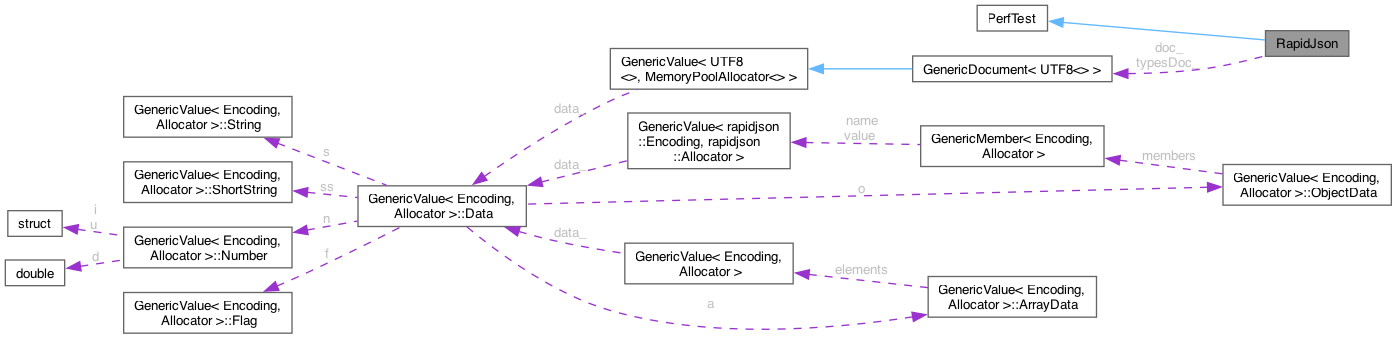 PerfTest
RapidJson
doc_
typesDoc_
GenericValue< UTF8
<>, MemoryPoolAllocator<> >
GenericDocument< UTF8<> >
data_
GenericValue< Encoding,
Allocator >::String
s
GenericValue< rapidjson
::Encoding, rapidjson
::Allocator >
name
value_
GenericMember< Encoding,
Allocator >
members
data_
GenericValue< Encoding,
Allocator >::ShortString
ss
GenericValue< Encoding,
Allocator >::Data
o
GenericValue< Encoding,
Allocator >::ObjectData
struct
i
u
GenericValue< Encoding,
Allocator >::Number
n
double
d
f
data_
GenericValue< Encoding,
Allocator >
elements
GenericValue< Encoding,
Allocator >::ArrayData
a
GenericValue< Encoding,
Allocator >::Flag